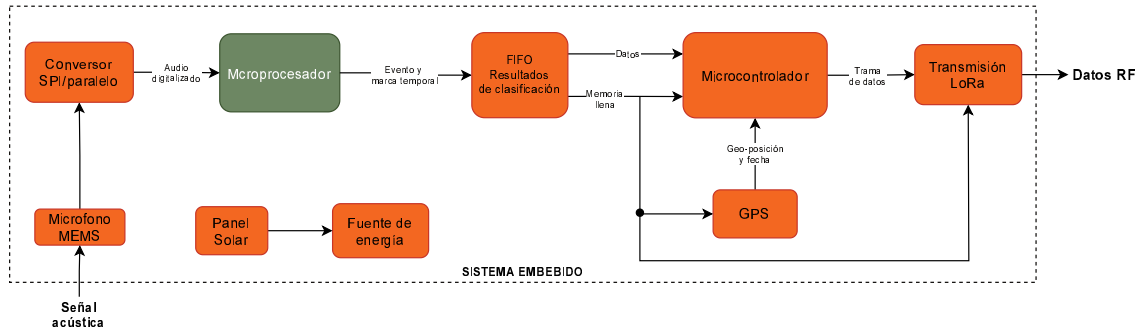 Conversor
SPI/paralelo
Audio
digitalizado
Mcroprocesador
Evento y
marca temporal
FIFO
Resultados
de clasificación
Datos
Memoria
llena
Microcontrolador
Trama
de datos
Transmisión
LoRa
Datos RF
Geo-posición
y fecha
Microfono
MEMS
Panel
Solar
Fuente de
energía
GPS
SISTEMA EMBEBIDO
Señal
acústica